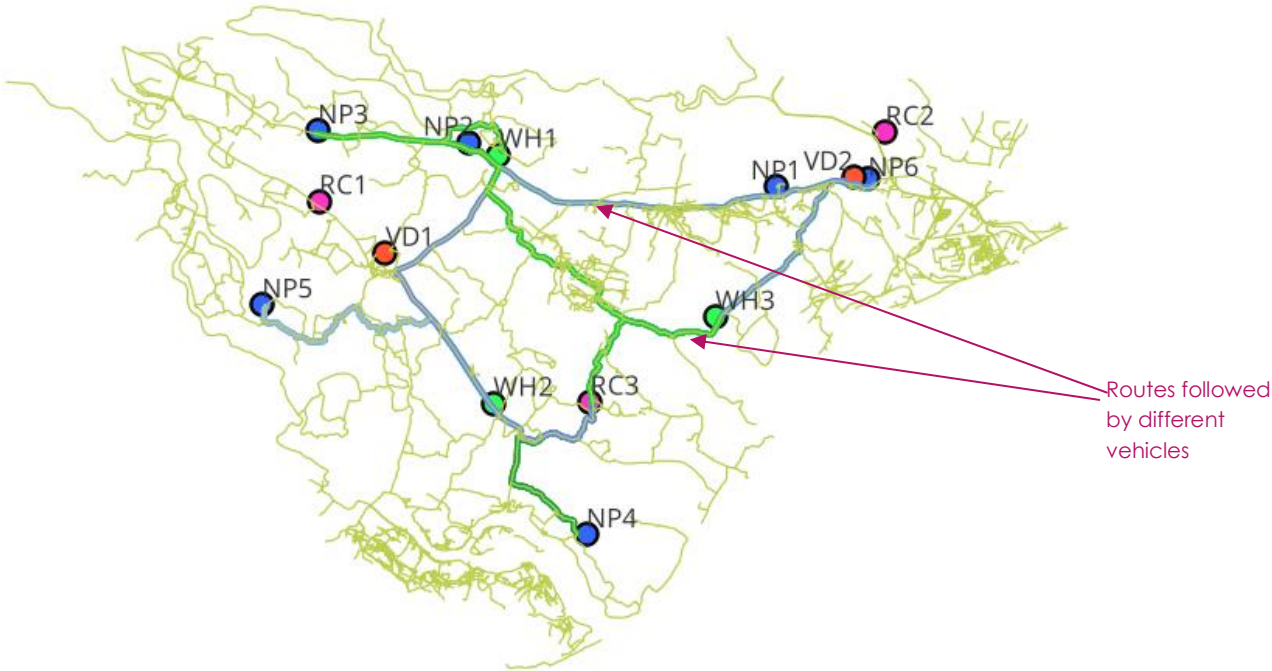 RC2
NP3
NP2
WH1
VD2
NP6
NP1
RC1
VD1
NP5
WH3
WH2
RC3
Routes followed
by different
vehicles
NP4